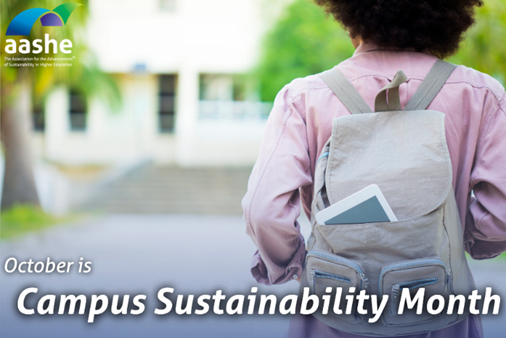 aashe
The Association for the Advancement
of Sustainability in Higher Education
October is
Campus Sustainability Month